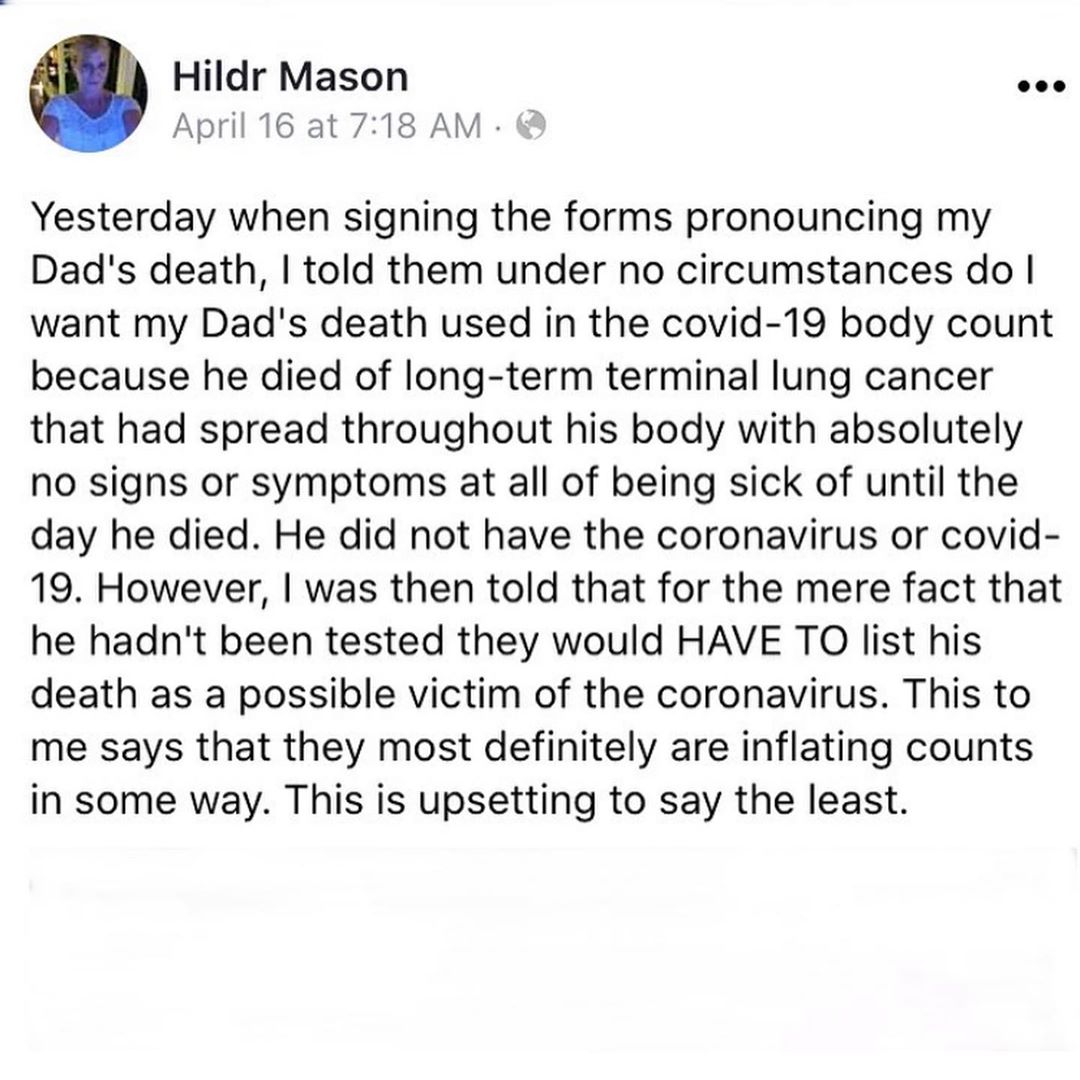 Hildr Mason
April 16 at 7:18 AM ·
Yesterday when signing the forms pronouncing my
Dad's death, I told them under no circumstances do I
want my Dad's death used in the covid-19 body count
because he died of long-term terminal lung cancer
that had spread throughout his body with absolutely
no signs or symptoms at all of being sick of until the
day he died. He did not have the coronavirus or covid-
19. However, I was then told that for the mere fact that
he hadn't been tested they would HAVE TO list his
death as a possible victim of the coronavirus. This to
me says that they most definitely are inflating counts
in some way. This is upsetting to say the least.